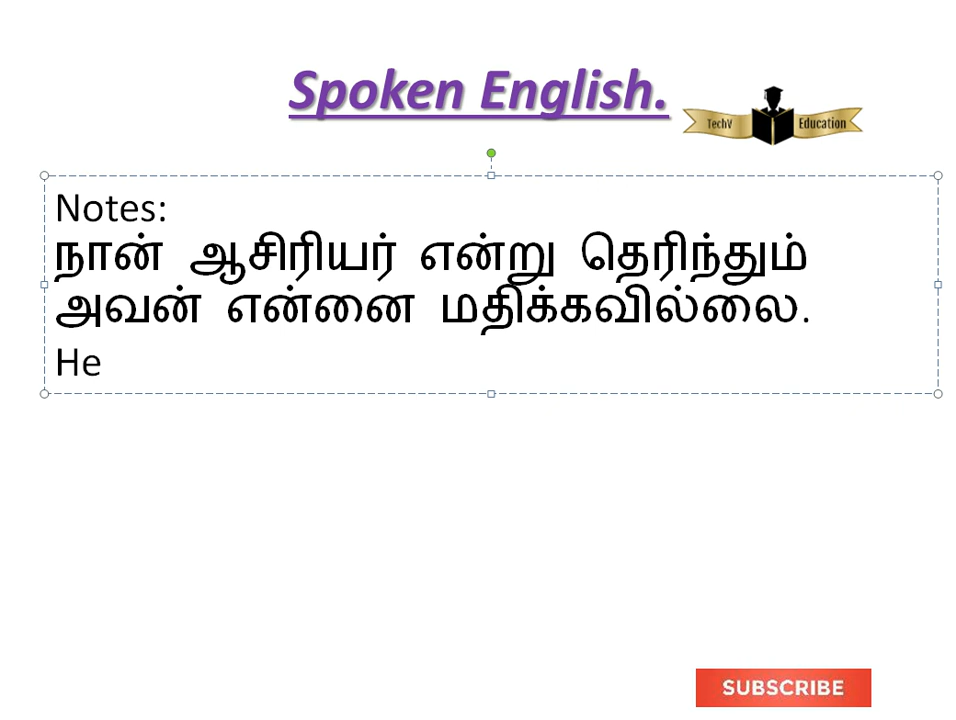 Spoken English.
TechV Education
Notes:
நான் ஆசிரியர் என்று தெரிந்தும்
அவன் என்னை மதிக்கவில்லை.
He
SUBSCRIBE